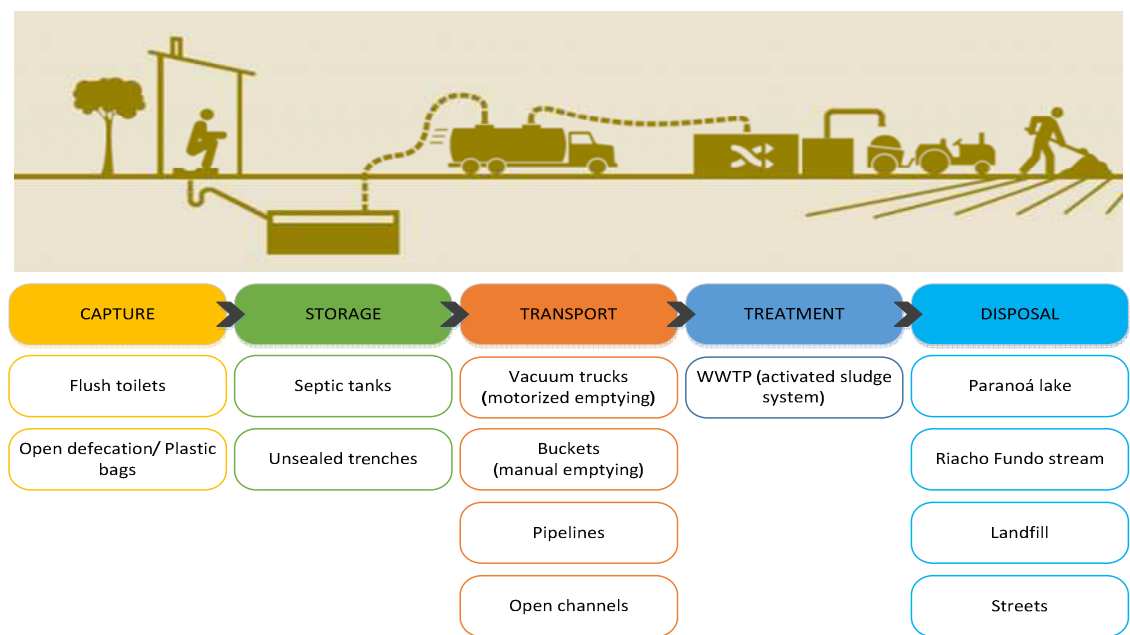 CAPTURE
STORAGE
TRANSPORT
TREATMENT
DISPOSAL
Flush toilets
Septic tanks
Vacuum trucks
(motorized emptying)
WWTP (activated sludge
system)
Paranoá lake
Open defecation/ Plastic
bags
Unsealed trenches
Buckets
(manual emptying)
Riacho Fundo stream
Pipelines
Landfill
Open channels
Streets